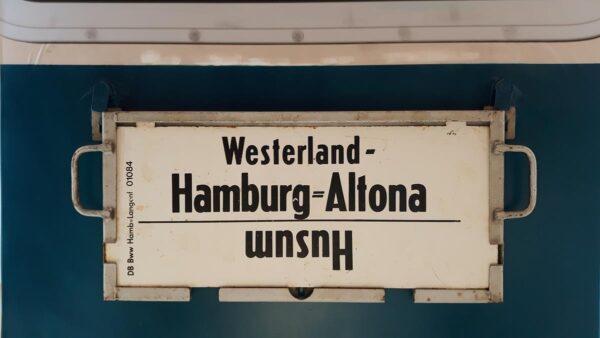 Westerland-
Hamburg=Altona
Husum
DB Bww Hamb-Langenf 01084